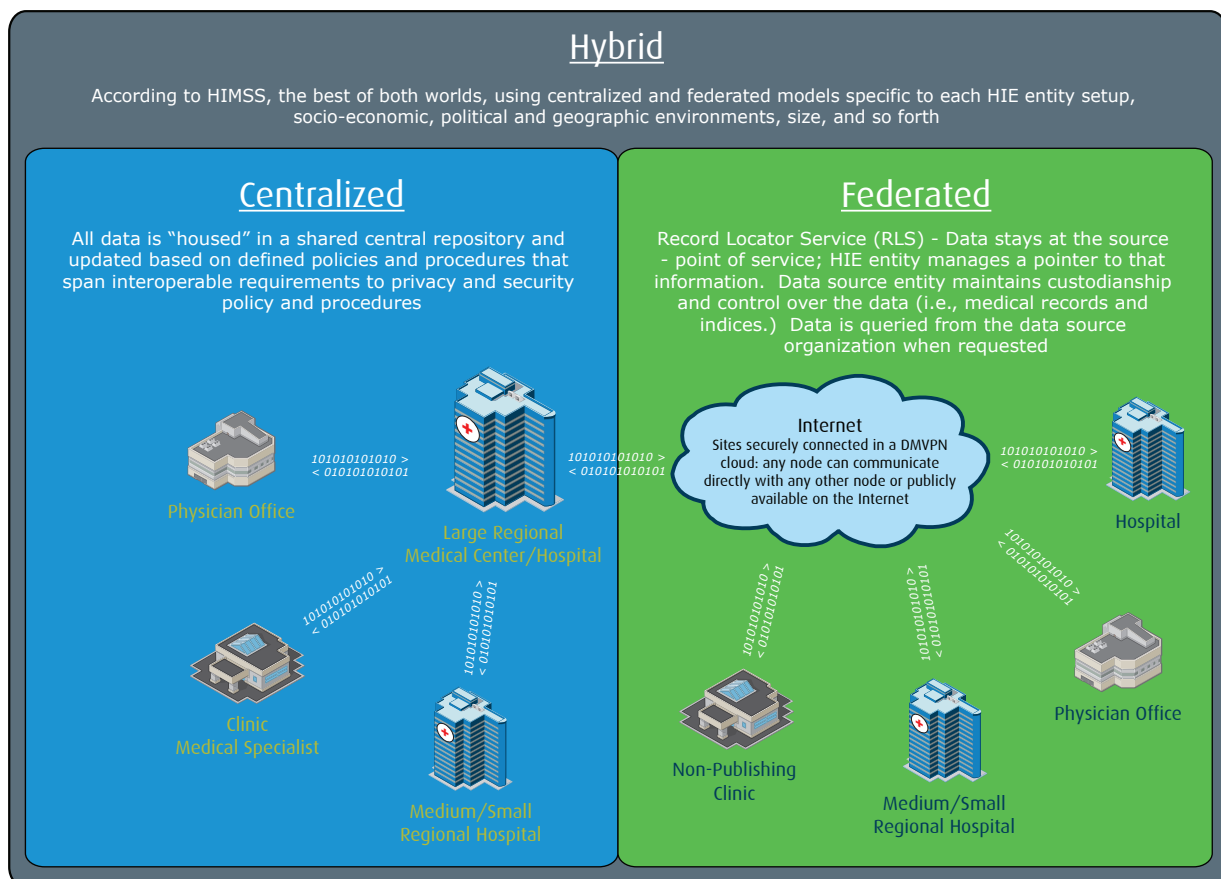 Hybrid
According to HIMSS, the best of both worlds, using centralized and federated models specific to each HIE entity setup,
socio-economic, political and geographic environments, size, and so forth
Centralized
All data is “housed” in a shared central repository and
updated based on defined policies and procedures that
span interoperable requirements to privacy and security
policy and procedures
101010101010 >
< 010101010101
Physician Office
Large Regional
Medical Center/Hospital
101010101010 >
< 010101010101
101010101010 >
< 010101010101
Clinic
Medical Specialist
101010101010 >
< 010101010101
Medium/Small
Regional Hospital
Federated
Record Locator Service (RLS) - Data stays at the source
- point of service; HIE entity manages a pointer to that
information.  Data source entity maintains custodianship
and control over the data (i.e., medical records and
indices.)  Data is queried from the data source
organization when requested
Internet
Sites securely connected in a DMVPN
cloud: any node can communicate
directly with any other node or publicly
available on the Internet
101010101010 >
< 010101010101
Hospital
101010101010 >
< 010101010101
101010101010 >
< 010101010101
101010101010 >
< 010101010101
Physician Office
Non-Publishing
Clinic
Medium/Small
Regional Hospital